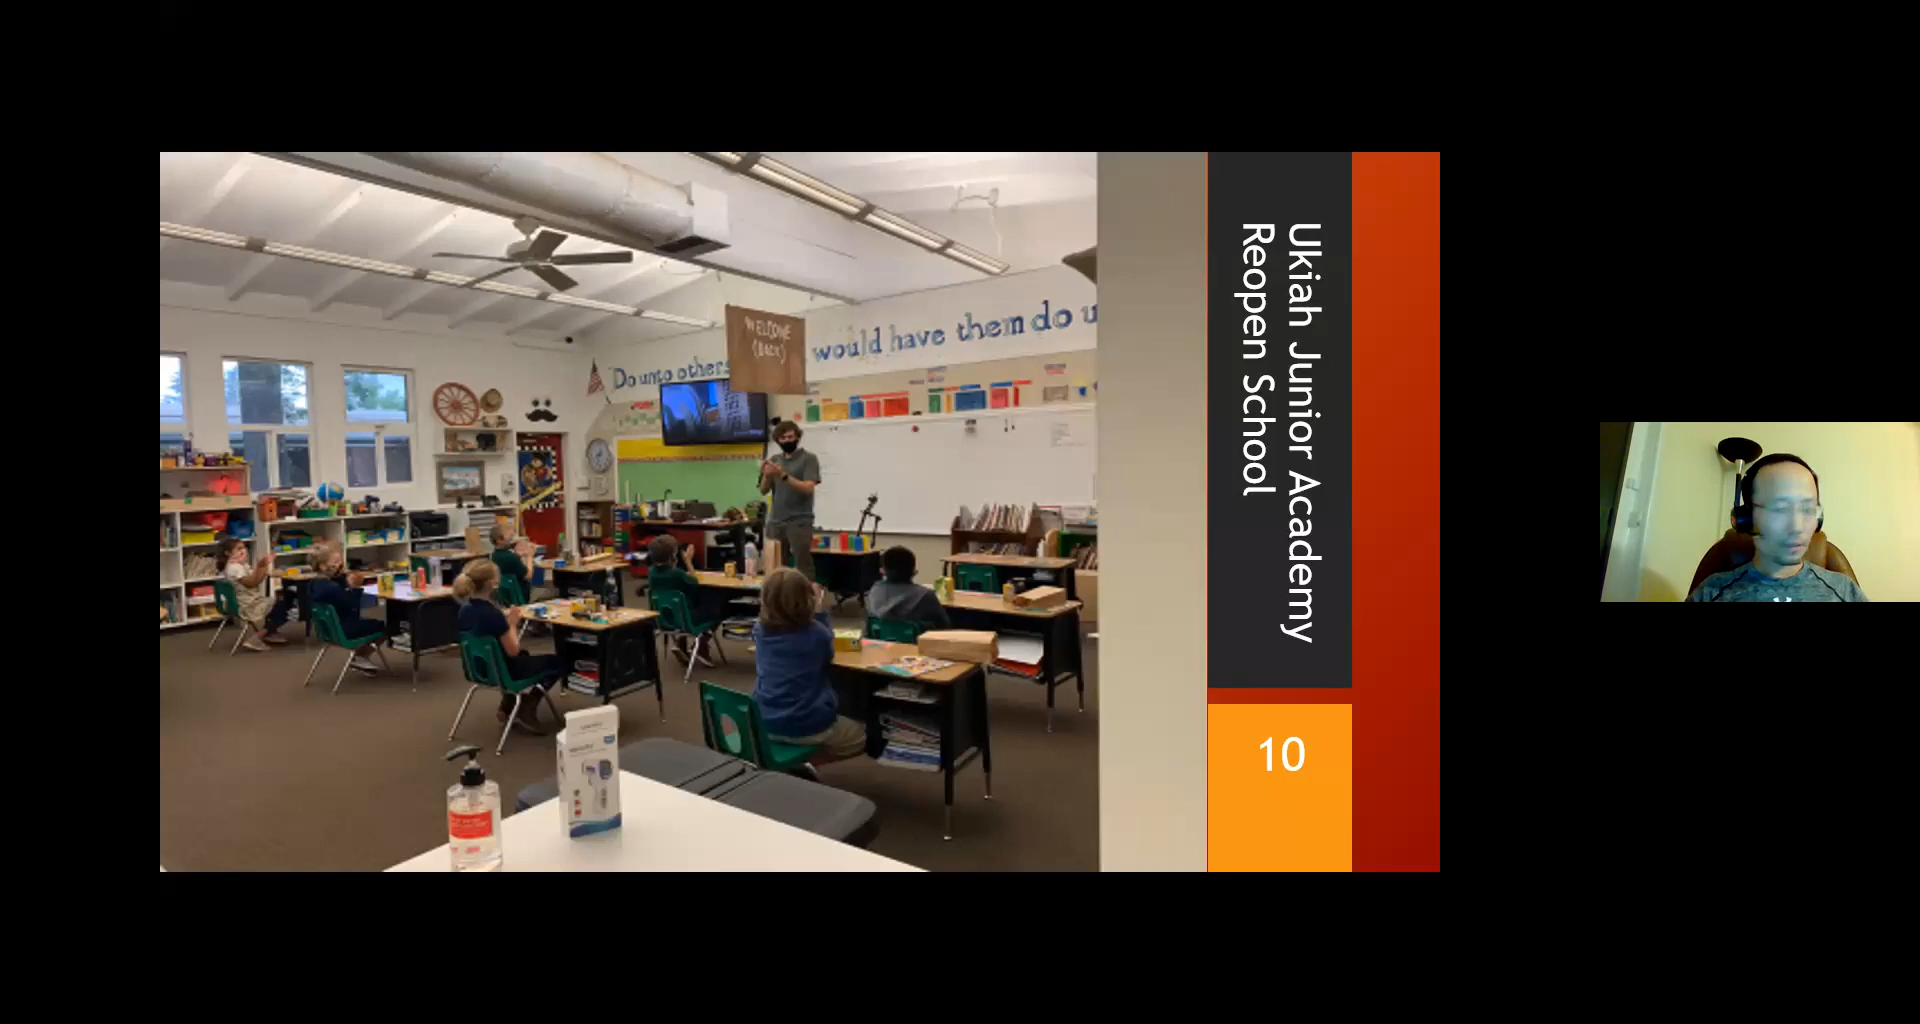 Do unto others
WELCOME
(BACK)
would have them do u
Ukiah Junior Academy
Reopen School
10